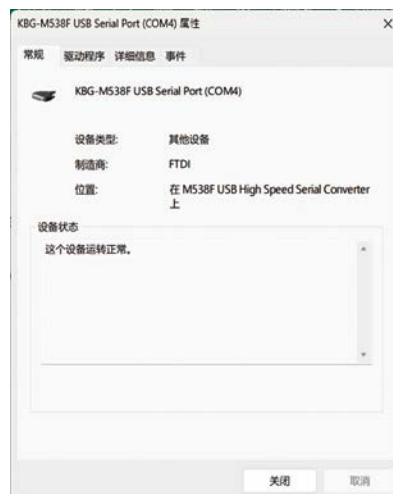 KBG-M538F USB Serial Port (COM4) 属性
常规 驱动程序 详细信息 事件
KBG-M538F USB Serial Port (COM4)
设备类型: 其他设备
制造商: FTDI
位置: 在 M538F USB High Speed Serial Converter
上
设备状态
这个设备运转正常。
关闭 取消